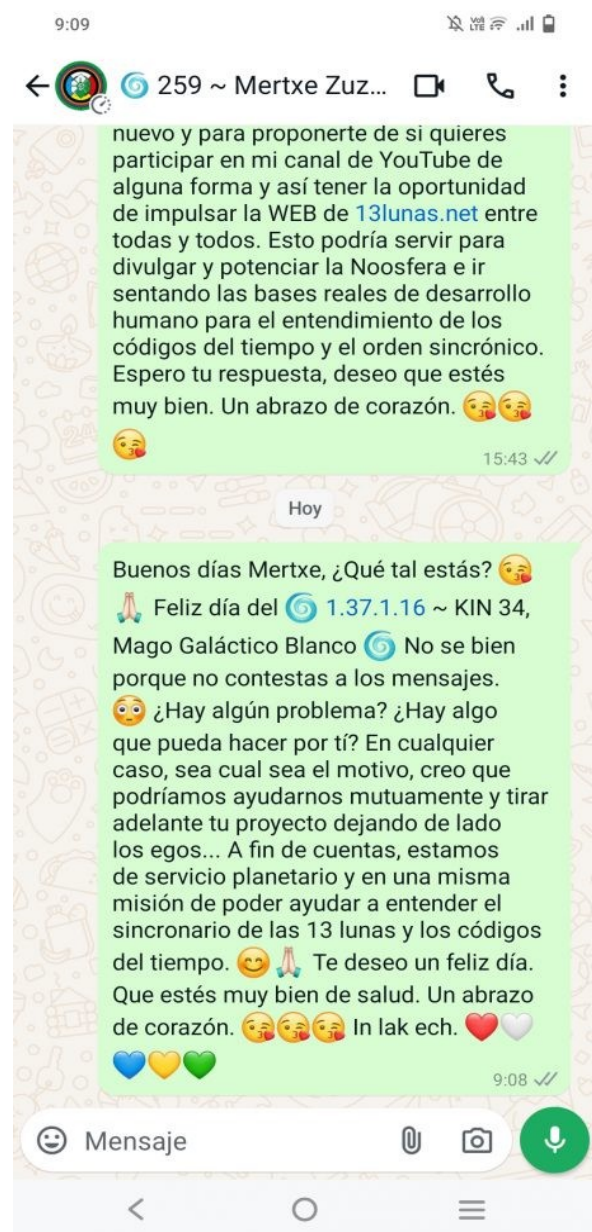 9:09
VoB LTE
259 ~ Mertxe Zuz...
nuevo y para proponerte de si quieres
participar en mi canal de YouTube de
alguna forma y así tener la oportunidad
de impulsar la WEB de 13lunas.net entre
todas y todos. Esto podría servir para
divulgar y potenciar la Noosfera e ir
sentando las bases reales de desarrollo
humano para el entendimiento de los
códigos del tiempo y el orden sincrónico.
Espero tu respuesta, deseo que estés
muy bien. Un abrazo de corazón. 😘😘
😘
15:43
Hoy
Buenos días Mertxe, ¿Qué tal estás? 😘
🙏🏻 Feliz día del 🌀 1.37.1.16 ~ KIN 34,
Mago Galáctico Blanco 🌀 No se bien
porque no contestas a los mensajes.
😳 ¿Hay algún problema? ¿Hay algo
que pueda hacer por tí? En cualquier
caso, sea cual sea el motivo, creo que
podríamos ayudarnos mutuamente y tirar
adelante tu proyecto dejando de lado
los egos... A fin de cuentas, estamos
de servicio planetario y en una misma
misión de poder ayudar a entender el
sincronario de las 13 lunas y los códigos
del tiempo. 😊🙏🏻 Te deseo un feliz día.
Que estés muy bien de salud. Un abrazo
de corazón. 😘😘😘 In lak ech. ❤️🤍
💙💛💚
9:08
Mensaje